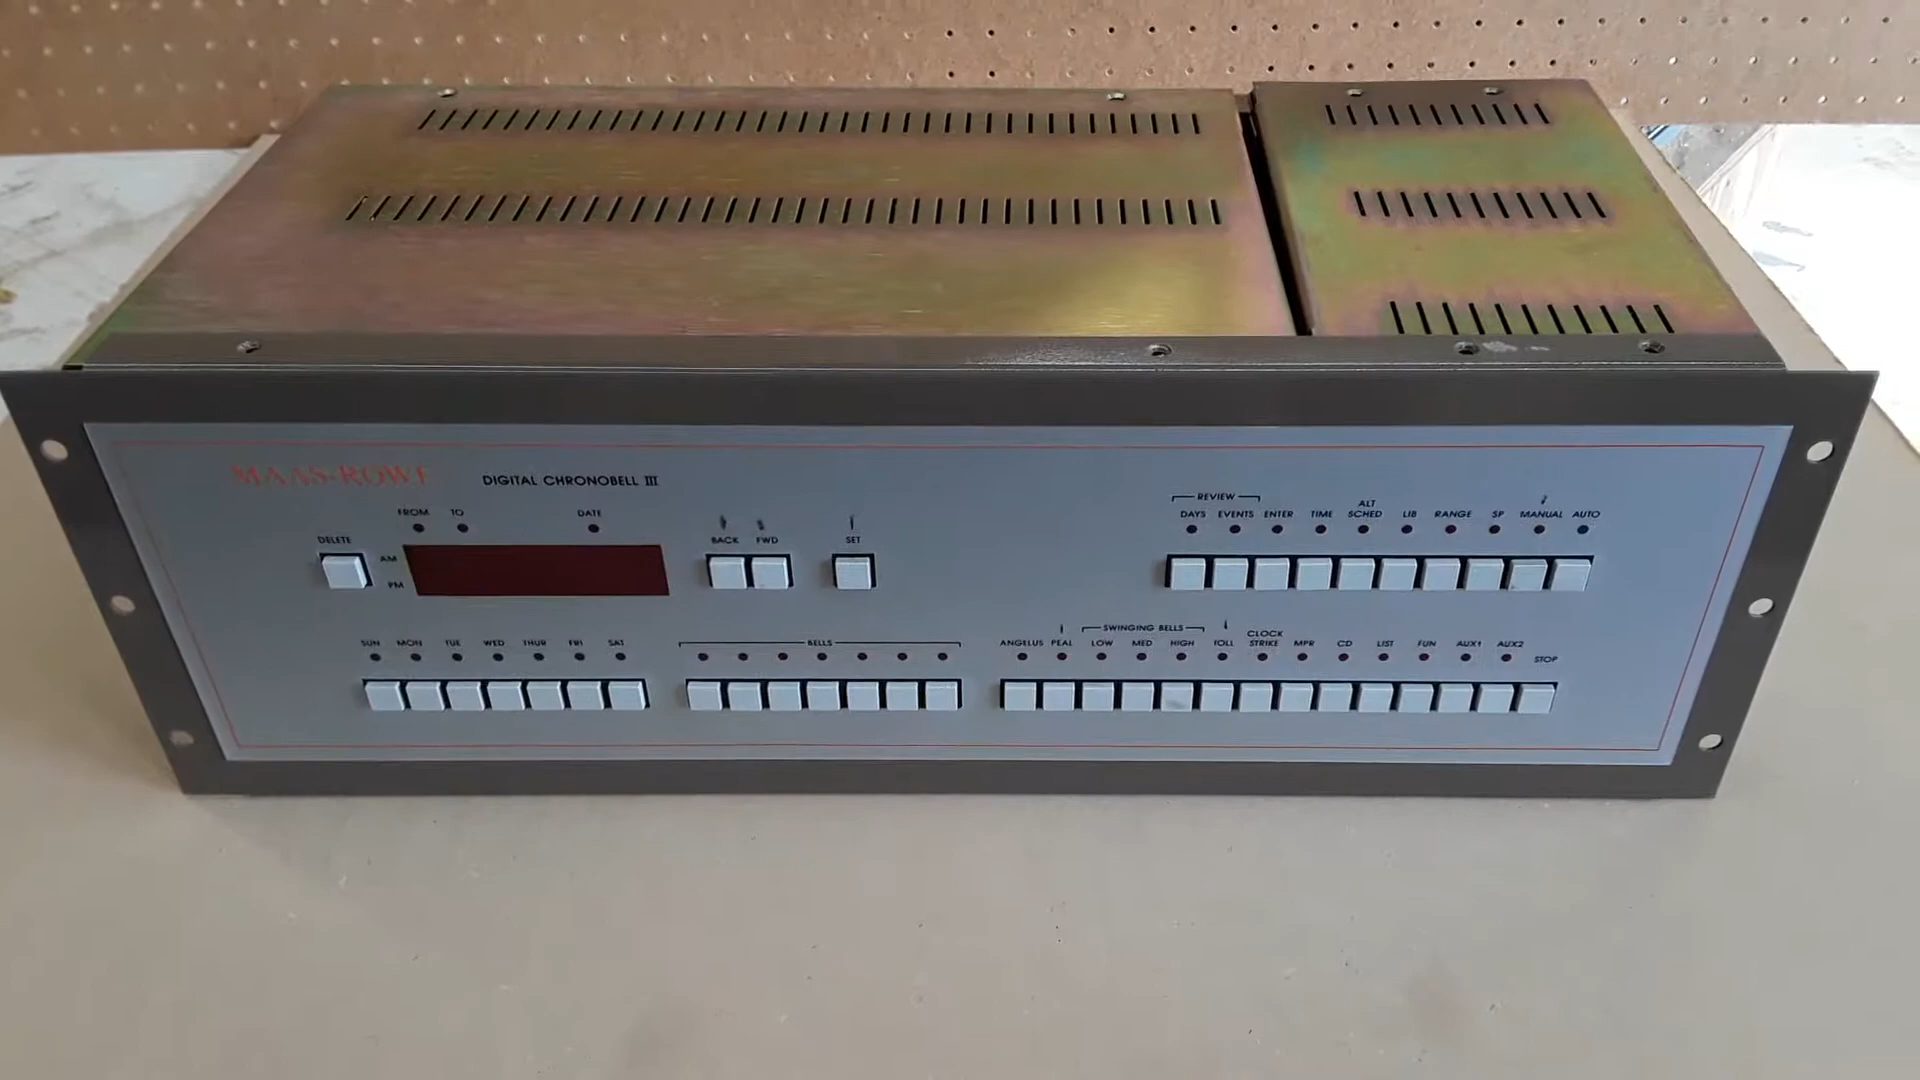 MAAS-ROWE
DIGITAL CHRONOBELL III
REVIEW
DAYS EVENTS ENTER TIME ALT SCHED LIB RANGE SP MANUAL AUTO
FROM TO DATE
DELETE
AM
PM
BACK FWD SET
SUN MON TUE WED THUR FRI SAT
BELLS
SWINGING BELLS
ANGELUS PEAL LOW MED HIGH TOLL CLOCK STRIKE MPR CD LIST FUN AUX1 AUX2 STOP